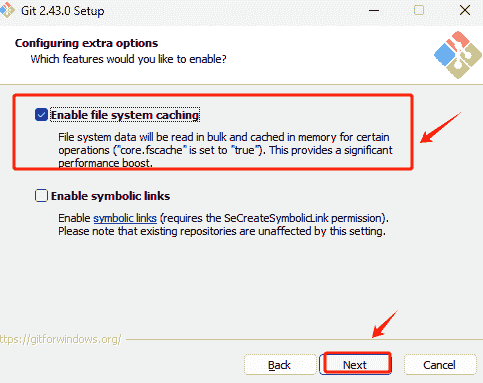 Git 2.43.0 Setup
Configuring extra options
Which features would you like to enable?
Enable file system caching
File system data will be read in bulk and cached in memory for certain
operations ("core.fscache" is set to "true"). This provides a significant
performance boost.
Enable symbolic links
Enable symbolic links (requires the SeCreateSymbolicLink permission).
Please note that existing repositories are unaffected by this setting.
ttps://gitforwindows.org/
Back
Next
Cancel